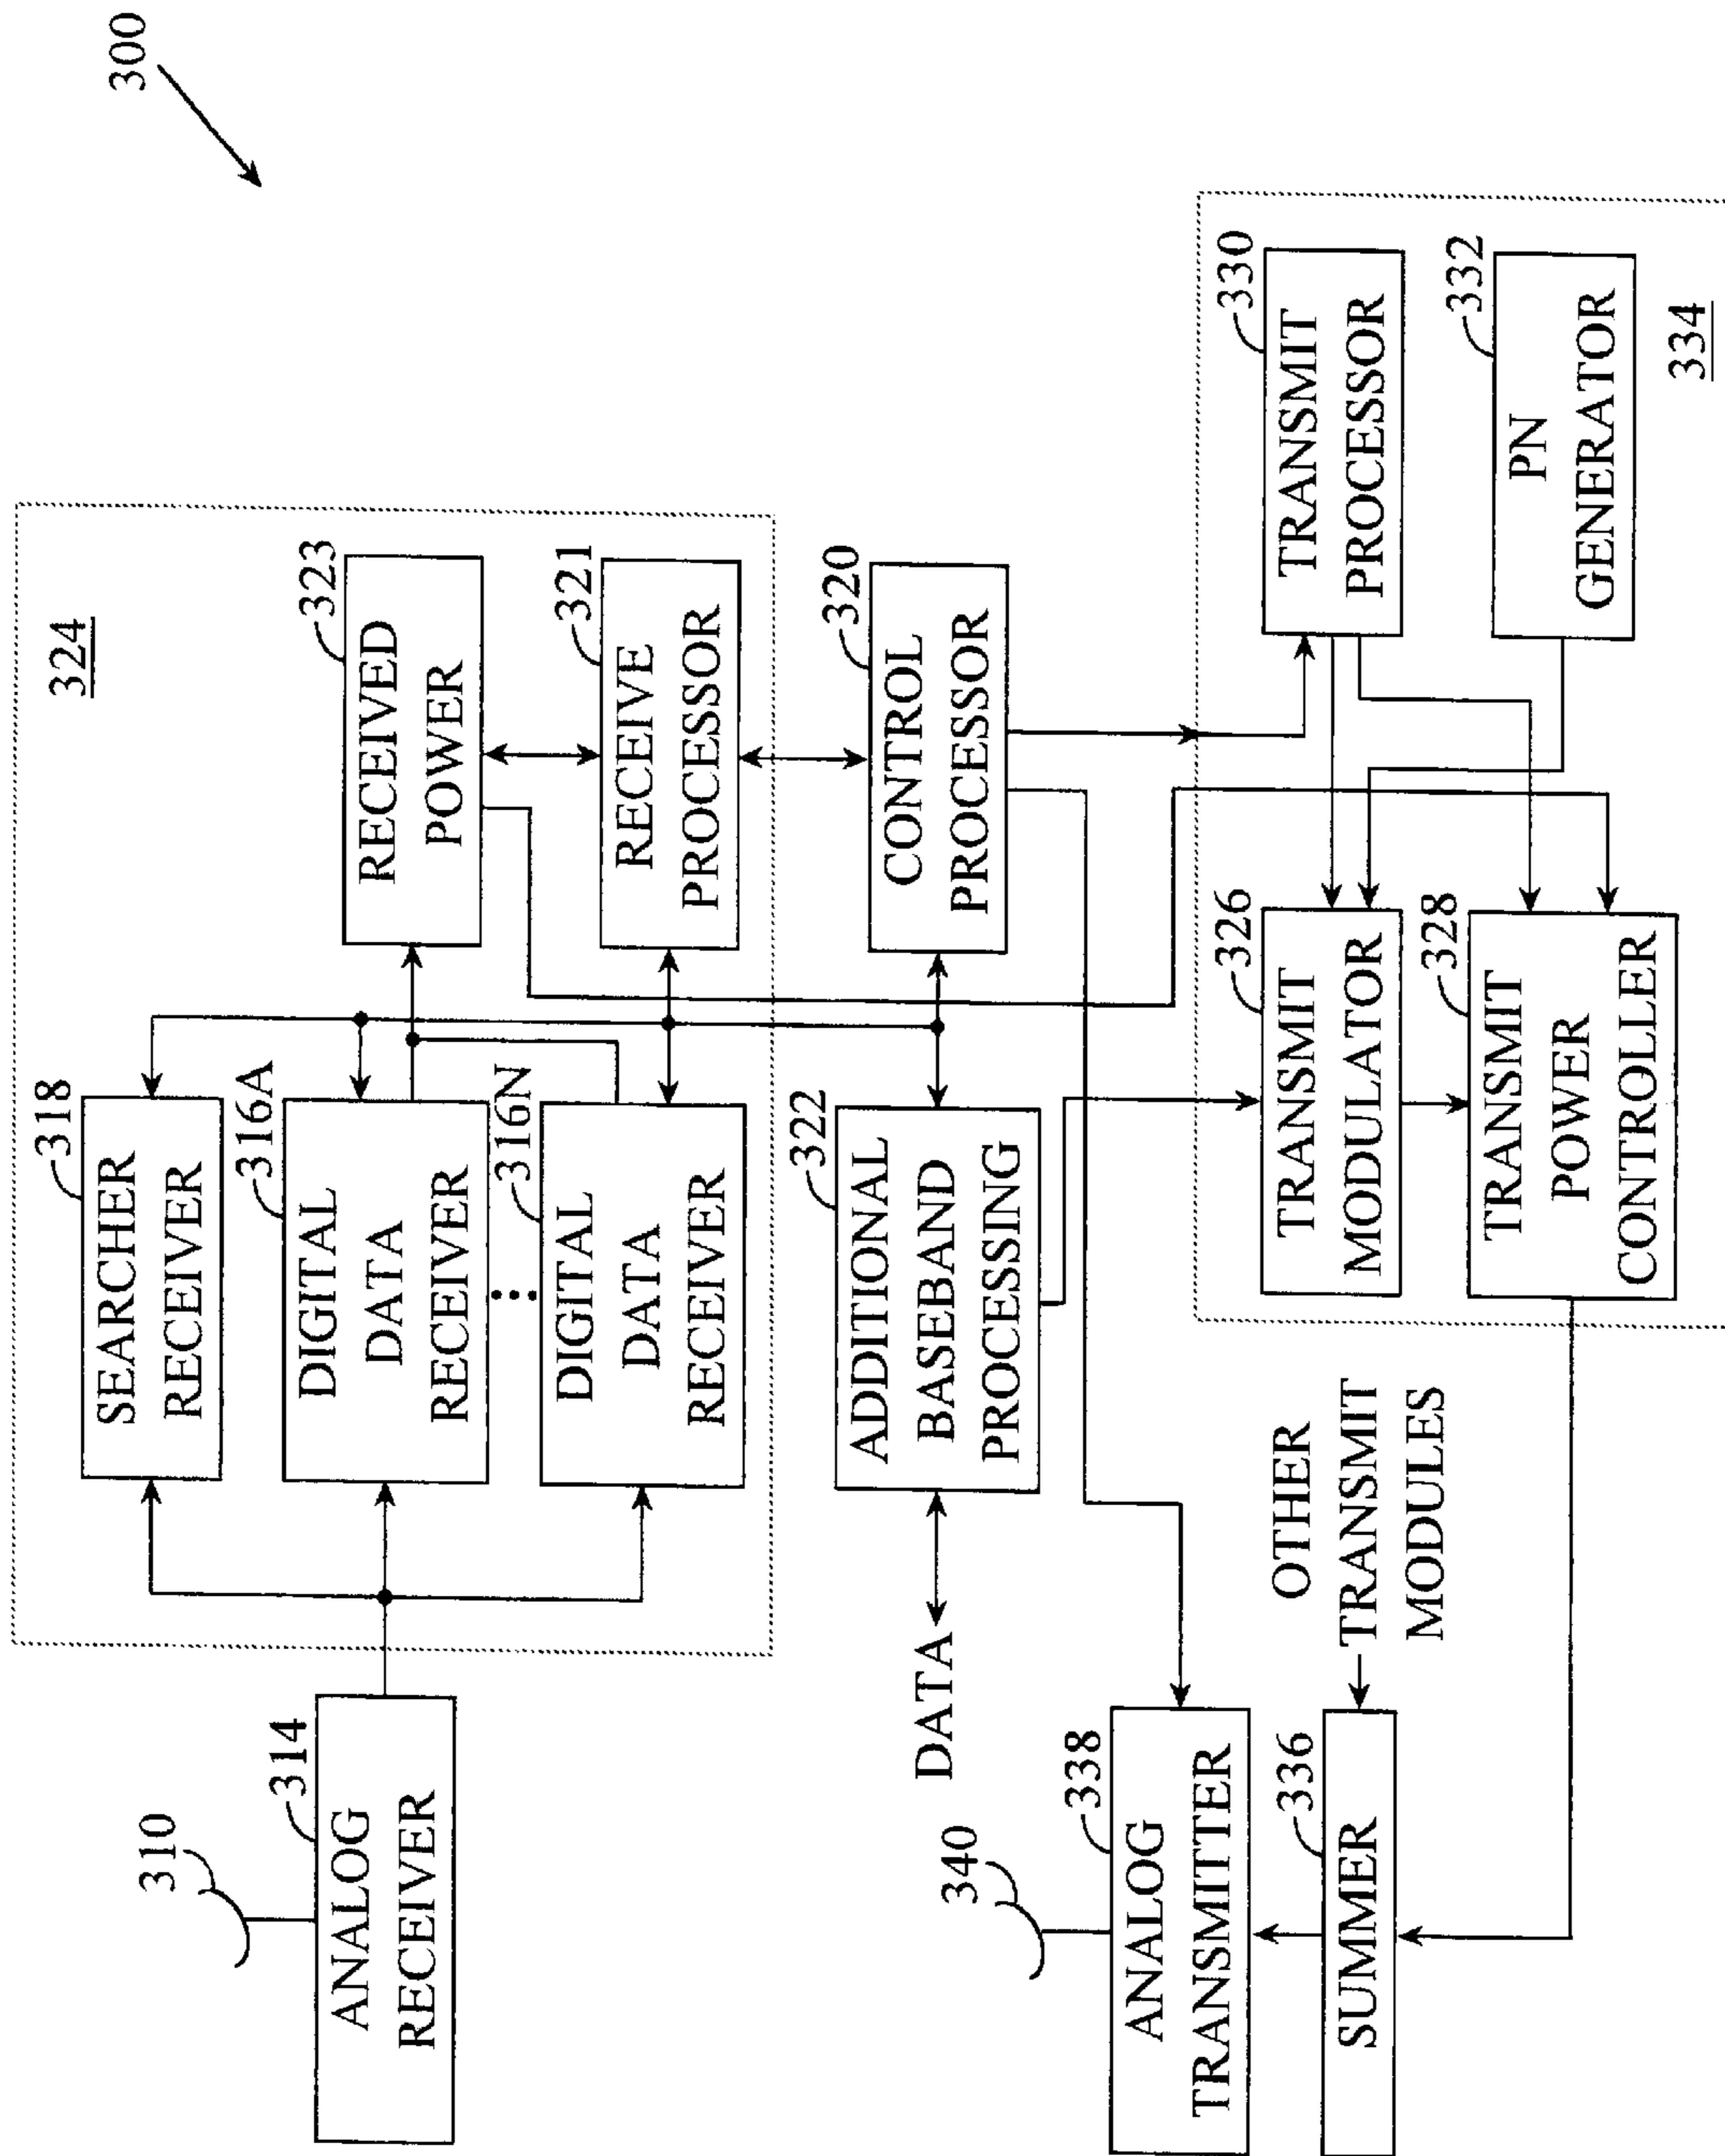 300
324
310
314
ANALOG
RECEIVER
318
SEARCHER
RECEIVER
316A
DIGITAL
DATA
RECEIVER
316N
DIGITAL
DATA
RECEIVER
323
RECEIVED
POWER
321
RECEIVE
PROCESSOR
DATA
322
ADDITIONAL
BASEBAND
PROCESSING
320
CONTROL
PROCESSOR
340
338
ANALOG
TRANSMITTER
336
SUMMER
OTHER
TRANSMIT
MODULES
326
TRANSMIT
MODULATOR
328
TRANSMIT
POWER
CONTROLLER
330
TRANSMIT
PROCESSOR
332
PN
GENERATOR
334